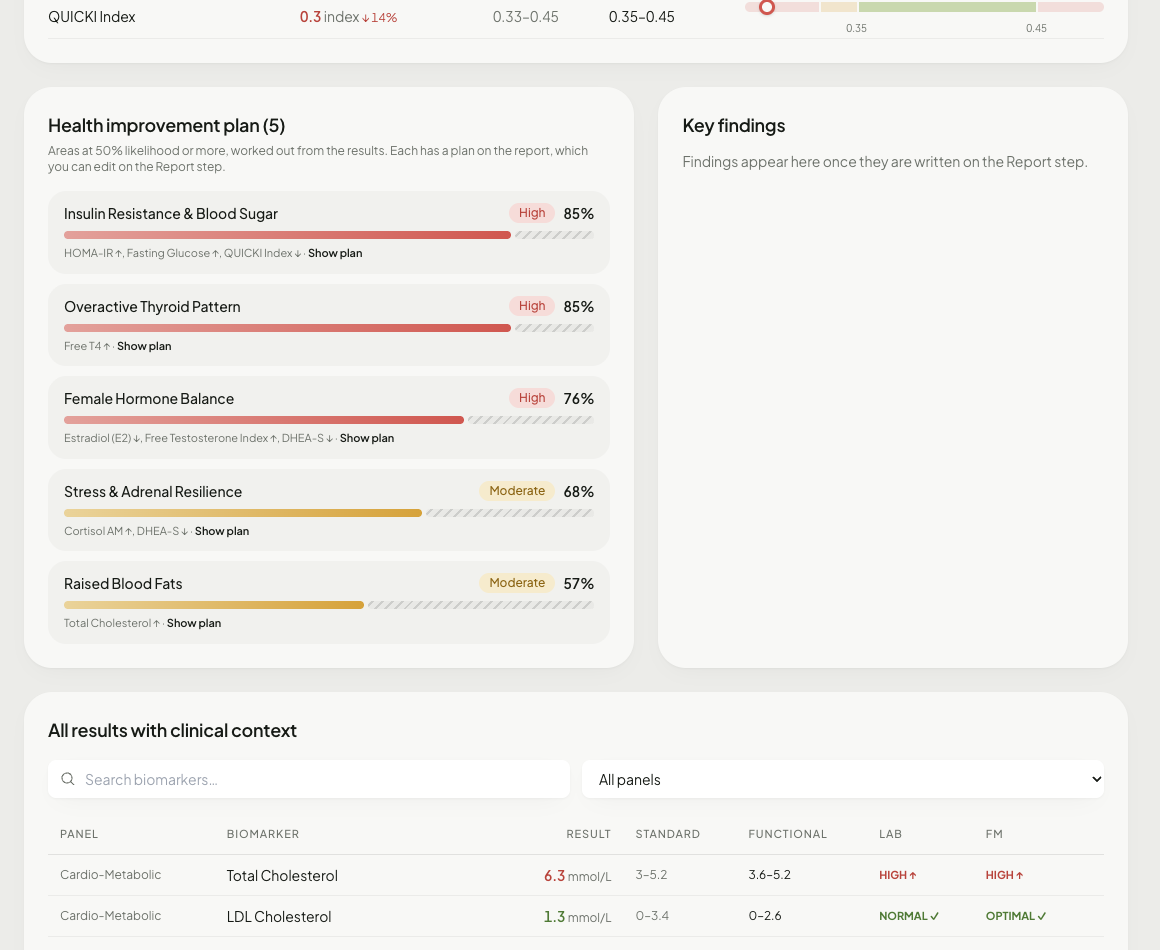 QUICKI Index 0.3 index ↓ 14% 0.33–0.45 0.35–0.45
0.35 0.45
Health improvement plan (5)
Areas at 50% likelihood or more, worked out from the results. Each has a plan on the report, which
you can edit on the Report step.
Insulin Resistance & Blood Sugar High 85%
HOMA-IR ↑, Fasting Glucose ↑, QUICKI Index ↓ · Show plan
Overactive Thyroid Pattern High 85%
Free T4 ↑ · Show plan
Female Hormone Balance High 76%
Estradiol (E2) ↓, Free Testosterone Index ↑, DHEA-S ↓ · Show plan
Stress & Adrenal Resilience Moderate 68%
Cortisol AM ↑, DHEA-S ↓ · Show plan
Raised Blood Fats Moderate 57%
Total Cholesterol ↑ · Show plan
Key findings
Findings appear here once they are written on the Report step.
All results with clinical context
Search biomarkers… All panels
PANEL BIOMARKER RESULT STANDARD FUNCTIONAL LAB FM
Cardio-Metabolic Total Cholesterol 6.3 mmol/L 3–5.2 3.6–5.2 HIGH ↑ HIGH ↑
Cardio-Metabolic LDL Cholesterol 1.3 mmol/L 0–3.4 0–2.6 NORMAL ✓ OPTIMAL ✓